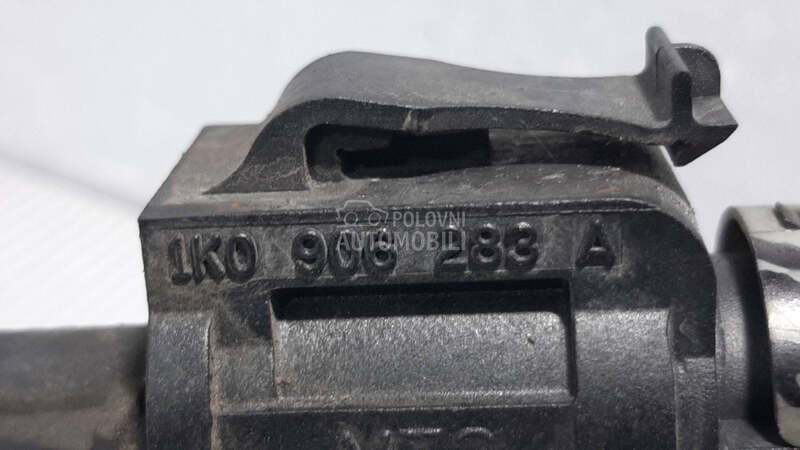 POLOVNI
AUTOMOBILI
1K0 906 283 A